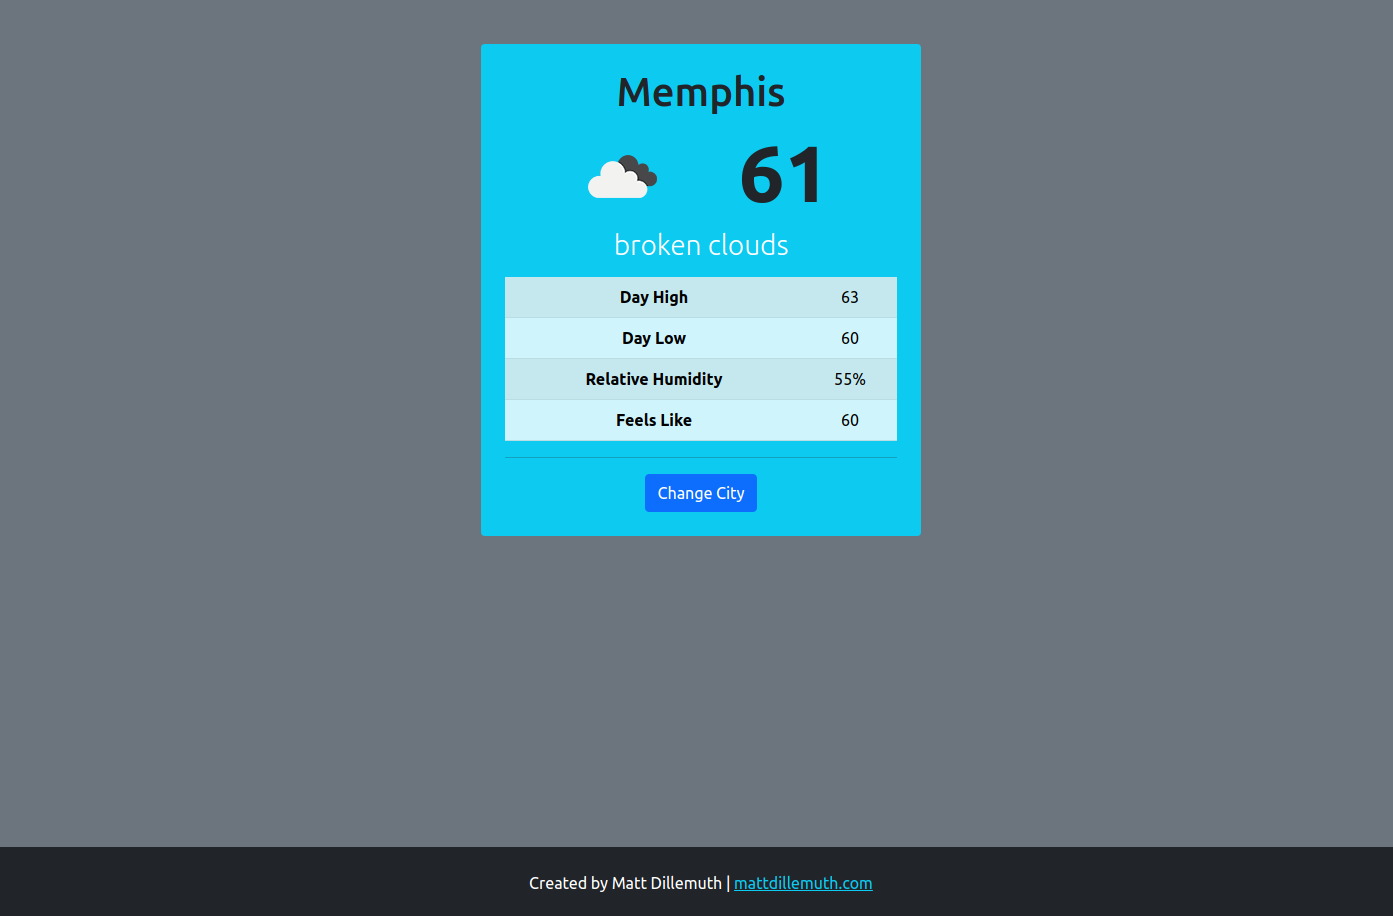 Memphis
61
broken clouds
Day High 63
Day Low 60
Relative Humidity 55%
Feels Like 60
Change City
Created by Matt Dillemuth | mattdillemuth.com